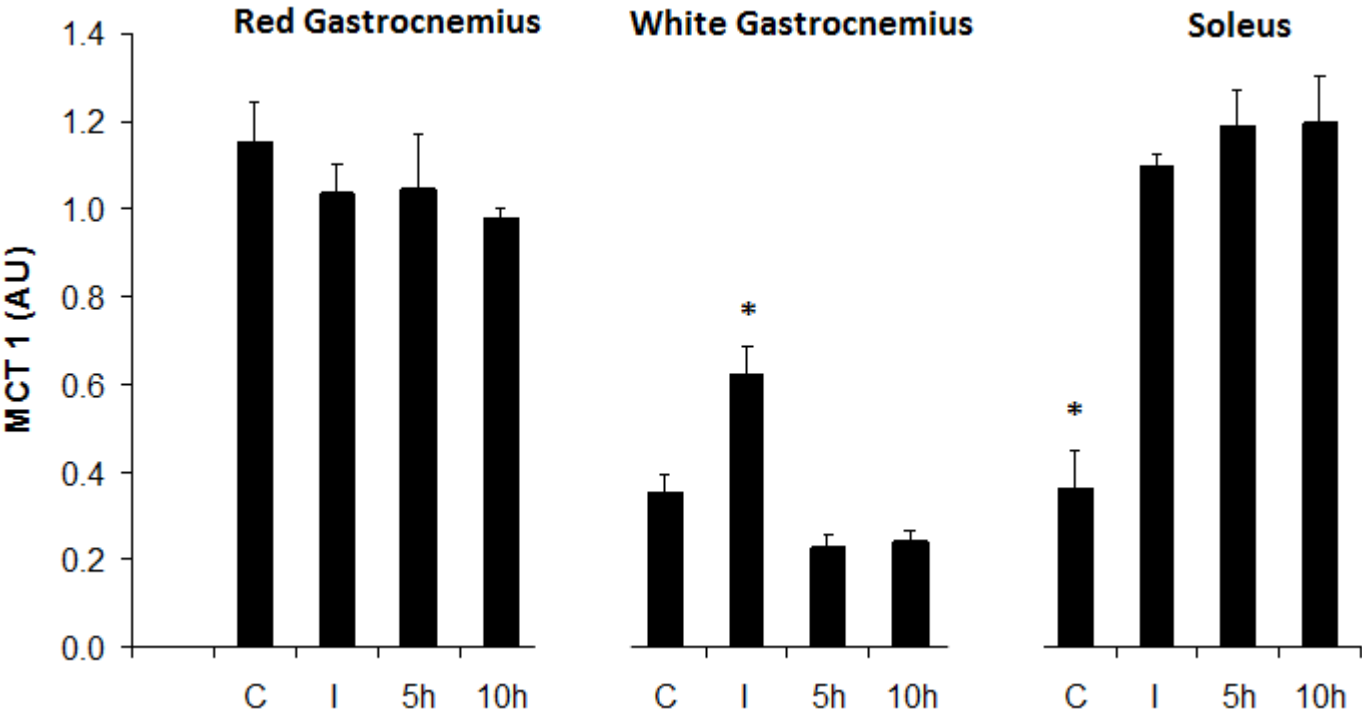 Red Gastrocnemius
White Gastrocnemius
Soleus
MCT 1 (AU)
1.4
1.2
1.0
0.8
0.6
0.4
0.2
0.0
*
*
C I 5h 10h
C I 5h 10h
C I 5h 10h